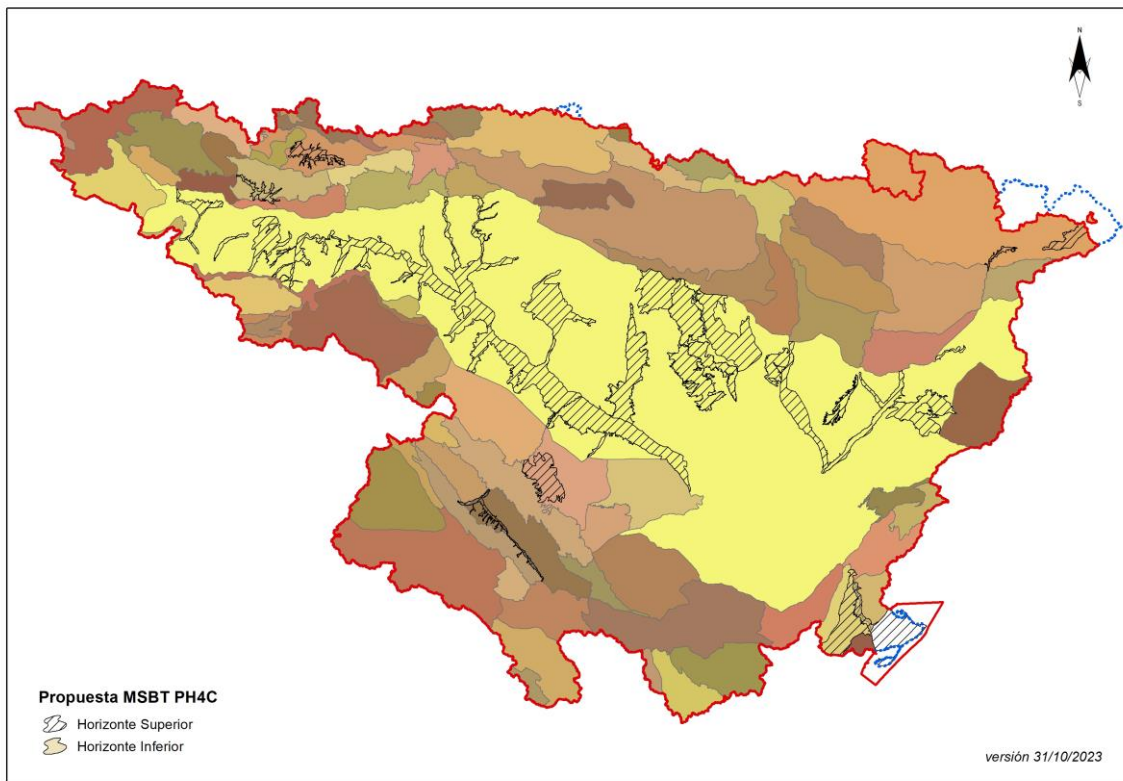 N
S
Propuesta MSBT PH4C
Horizonte Superior
Horizonte Inferior
versión 31/10/2023